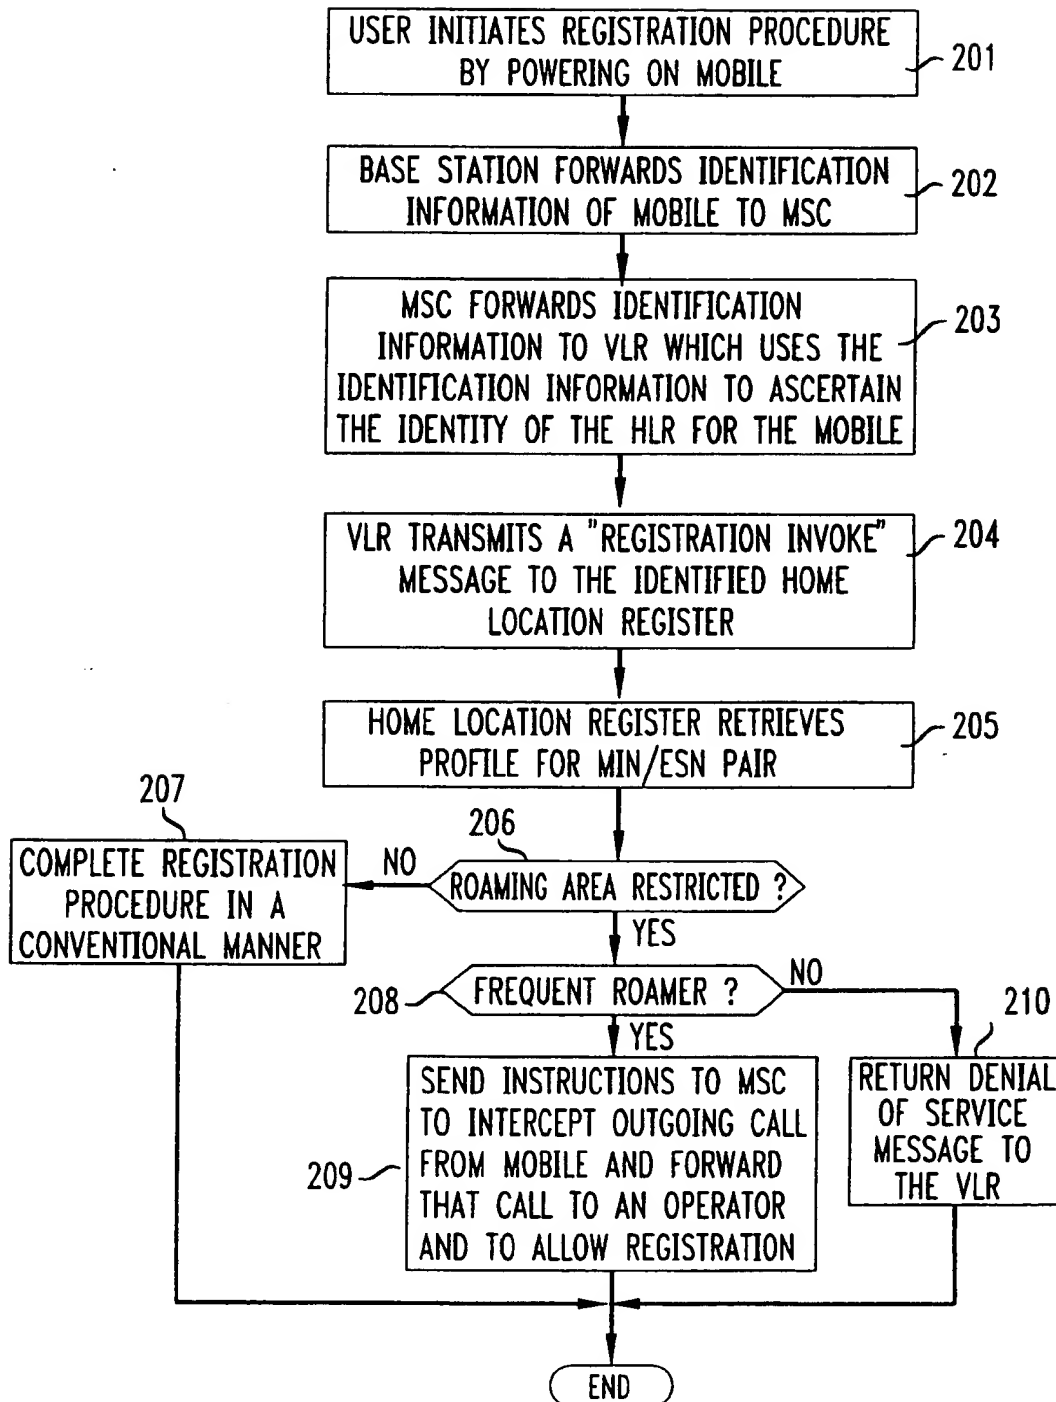 USER INITIATES REGISTRATION PROCEDURE
BY POWERING ON MOBILE
201
BASE STATION FORWARDS IDENTIFICATION
INFORMATION OF MOBILE TO MSC
202
MSC FORWARDS IDENTIFICATION
INFORMATION TO VLR WHICH USES THE
IDENTIFICATION INFORMATION TO ASCERTAIN
THE IDENTITY OF THE HLR FOR THE MOBILE
203
VLR TRANSMITS A "REGISTRATION INVOKE"
MESSAGE TO THE IDENTIFIED HOME
LOCATION REGISTER
204
HOME LOCATION REGISTER RETRIEVES
PROFILE FOR MIN/ESN PAIR
205
206
ROAMING AREA RESTRICTED ?
NO
207
COMPLETE REGISTRATION
PROCEDURE IN A
CONVENTIONAL MANNER
YES
208
FREQUENT ROAMER ?
NO
210
RETURN DENIAL
OF SERVICE
MESSAGE TO
THE VLR
YES
209
SEND INSTRUCTIONS TO MSC
TO INTERCEPT OUTGOING CALL
FROM MOBILE AND FORWARD
THAT CALL TO AN OPERATOR
AND TO ALLOW REGISTRATION
END